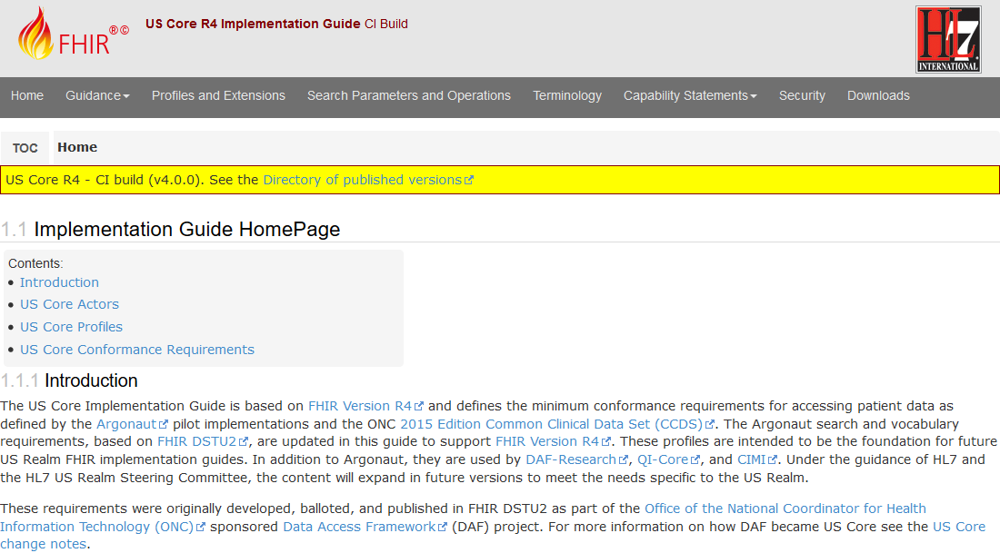 FHIR®©
US Core R4 Implementation Guide CI Build
HL7
INTERNATIONAL
Home Guidance Profiles and Extensions Search Parameters and Operations Terminology Capability Statements Security Downloads
TOC Home
US Core R4 - CI build (v4.0.0). See the Directory of published versions
1.1 Implementation Guide HomePage
Contents:
• Introduction
• US Core Actors
• US Core Profiles
• US Core Conformance Requirements
1.1.1 Introduction
The US Core Implementation Guide is based on FHIR Version R4 and defines the minimum conformance requirements for accessing patient data as
defined by the Argonaut pilot implementations and the ONC 2015 Edition Common Clinical Data Set (CCDS). The Argonaut search and vocabulary
requirements, based on FHIR DSTU2, are updated in this guide to support FHIR Version R4. These profiles are intended to be the foundation for future
US Realm FHIR implementation guides. In addition to Argonaut, they are used by DAF-Research, QI-Core, and CIMI. Under the guidance of HL7 and
the HL7 US Realm Steering Committee, the content will expand in future versions to meet the needs specific to the US Realm.
These requirements were originally developed, balloted, and published in FHIR DSTU2 as part of the Office of the National Coordinator for Health
Information Technology (ONC) sponsored Data Access Framework (DAF) project. For more information on how DAF became US Core see the US Core
change notes.